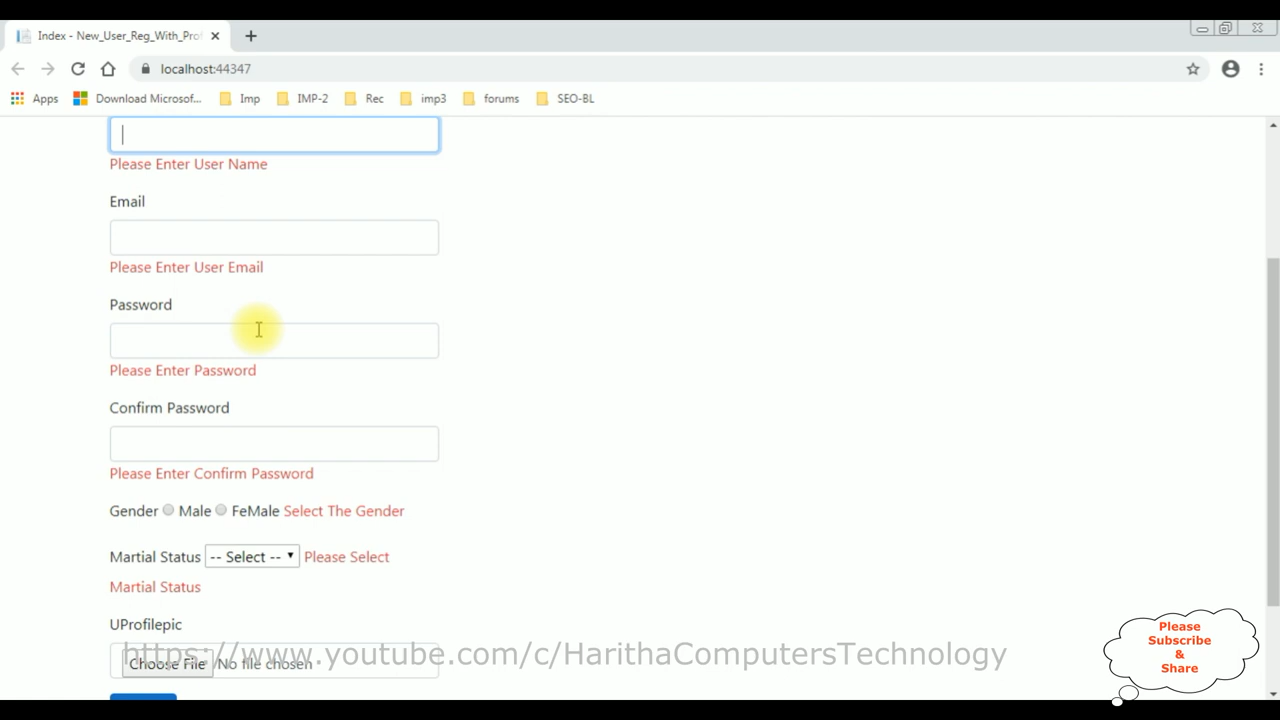 Index - New_User_Reg_With_Prof
localhost:44347
Apps
Download Microsof...
Imp
IMP-2
Rec
imp3
forums
SEO-BL
Please Enter User Name
Email
Please Enter User Email
Password
Please Enter Password
Confirm Password
Please Enter Confirm Password
Gender Male FeMale Select The Gender
Martial Status -- Select -- Please Select
Martial Status
UProfilepic
Choose File No file chosen
https://www.youtube.com/c/HarithaComputersTechnology
Please
Subscribe
&
Share